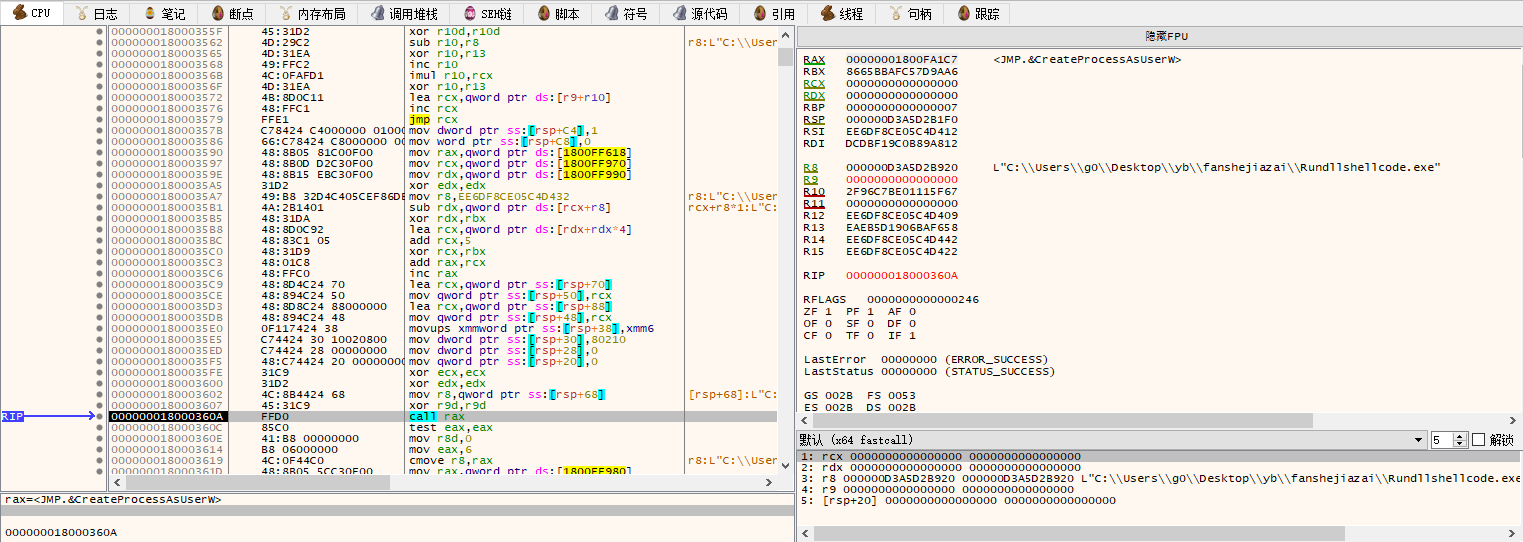 CPU 日志 笔记 断点 内存布局 调用堆栈 SEH链 脚本 符号 源代码 引用 线程 句柄 跟踪
000000018000355F 45:31D2 xor r10d,r10d
0000000180003562 4D:29C2 sub r10,r8 r8:L"C:\\User
0000000180003565 4D:31EA xor r10,r13
0000000180003568 49:FFC2 inc r10
000000018000356B 4C:0FAFD1 imul r10,rcx
000000018000356F 4D:31EA xor r10,r13
0000000180003572 4B:8D0C11 lea rcx,qword ptr ds:[r9+r10]
0000000180003576 48:FFC1 inc rcx
0000000180003579 FFE1 jmp rcx
000000018000357B C78424 C4000000 01000 mov dword ptr ss:[rsp+C4],1
0000000180003586 66:C78424 C8000000 00 mov word ptr ss:[rsp+C8],0
0000000180003590 48:8B05 81C00F00 mov rax,qword ptr ds:[1800FF618]
0000000180003597 48:8B0D D2C30F00 mov rcx,qword ptr ds:[1800FF970]
000000018000359E 48:8B15 EBC30F00 mov rdx,qword ptr ds:[1800FF990]
00000001800035A5 31D2 xor edx,edx
00000001800035A7 49:B8 32D4C405CEF86DE mov r8,EE6DF8CE05C4D432 r8:L"C:\\Use
00000001800035B1 4A:2B1401 sub rdx,[rcx+r8] rcx+r8*1:L"C:
00000001800035B5 48:31DA xor rdx,rbx
00000001800035B8 48:8D0C92 lea rcx,qword ptr ds:[rdx+rdx*4]
00000001800035BC 48:83C1 05 add rcx,5
00000001800035C0 48:31D9 xor rcx,rbx
00000001800035C3 48:01C8 add rax,rcx
00000001800035C6 48:FFC0 inc rax
00000001800035C9 48:8D4C24 70 lea rcx,qword ptr ss:[rsp+70]
00000001800035CE 48:894C24 50 mov qword ptr ss:[rsp+50],rcx
00000001800035D3 48:8D8C24 88000000 lea rcx,qword ptr ss:[rsp+88]
00000001800035DB 48:894C24 48 mov qword ptr ss:[rsp+48],rcx
00000001800035E0 0F117424 38 movups xmmword ptr ss:[rsp+38],xmm6
00000001800035E5 C74424 30 10020800 mov dword ptr ss:[rsp+30],80210
00000001800035ED C74424 28 00000000 mov dword ptr ss:[rsp+28],0
00000001800035F5 48:C74424 20 00000000 mov qword ptr ss:[rsp+20],0
00000001800035FE 31C9 xor ecx,ecx
0000000180003600 31D2 xor edx,edx
0000000180003602 4C:8B4424 68 mov r8,qword ptr ss:[rsp+68] [rsp+68]:L"C:
0000000180003607 45:31C9 xor r9d,r9d
RIP 000000018000360A FFD0 call rax
000000018000360C 85C0 test eax,eax
000000018000360E 41:B8 00000000 mov r8d,0
0000000180003614 B8 06000000 mov eax,6
0000000180003619 4C:0F44C0 cmove r8,rax r8:L"C:\\Use
000000018000361D 48:8B05 5CC30F00 mov rax,qword ptr ds:[1800FF980]
rax=<JMP.&CreateProcessAsUserW>
000000018000360A
隐藏FPU
RAX 00000001800FA1C7 <JMP.&CreateProcessAsUserW>
RBX 8665BBAFC57D9AA6
RCX 0000000000000000
RDX 0000000000000000
RBP 0000000000000007
RSP 000000D3A5D2B1F0
RSI EE6DF8CE05C4D412
RDI DCDBF19C0B89A812
R8 000000D3A5D2B920 L"C:\\Users\\g0\\Desktop\\yb\\fanshejiazai\\Rundllshellcode.exe"
R9 0000000000000000
R10 2F96C7BE01115F67
R11 0000000000000000
R12 EE6DF8CE05C4D409
R13 EAEB5D1906BAF658
R14 EE6DF8CE05C4D442
R15 EE6DF8CE05C4D422
RIP 000000018000360A
RFLAGS 0000000000000246
ZF 1 PF 1 AF 0
OF 0 SF 0 DF 0
CF 0 TF 0 IF 1
LastError 00000000 (ERROR_SUCCESS)
LastStatus 00000000 (STATUS_SUCCESS)
GS 002B FS 0053
ES 002B DS 002B
默认 (x64 fastcall) 5 解锁
1: rcx 0000000000000000 0000000000000000
2: rdx 0000000000000000 0000000000000000
3: r8 000000D3A5D2B920 000000D3A5D2B920 L"C:\\Users\\g0\\Desktop\\yb\\fanshejiazai\\Rundllshellcode.exe
4: r9 0000000000000000 0000000000000000
5: [rsp+20] 0000000000000000 0000000000000000